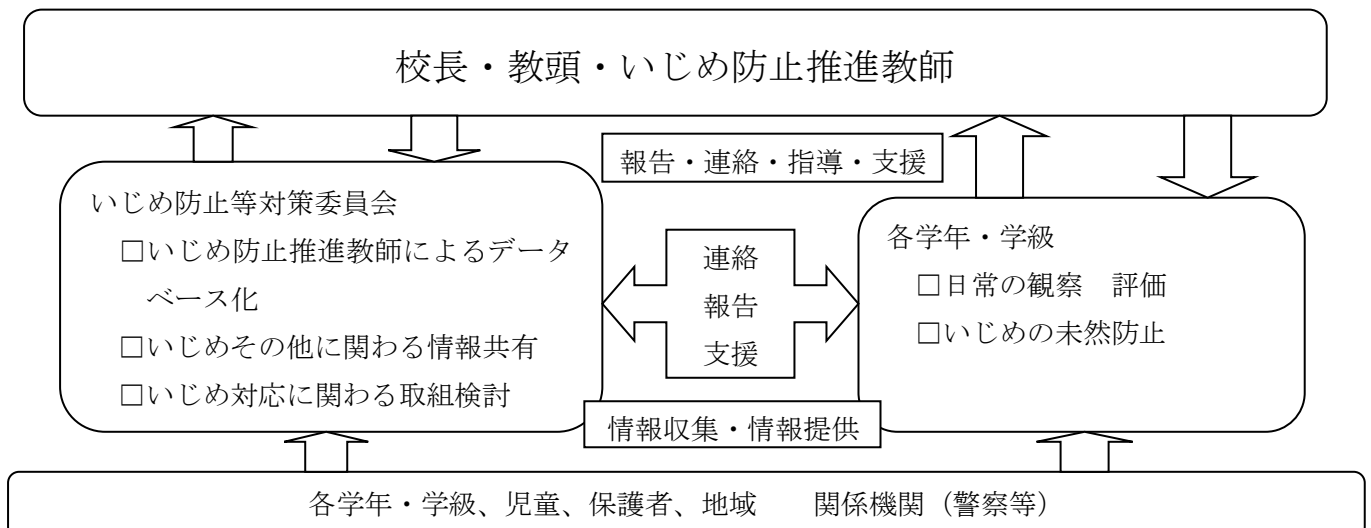 校長・教頭・いじめ防止推進教師
報告・連絡・指導・支援
いじめ防止等対策委員会
□いじめ防止推進教師によるデータ
ベース化
□いじめその他に関わる情報共有
□いじめ対応に関わる取組検討
連絡
報告
支援
各学年・学級
□日常の観察　評価
□いじめの未然防止
情報収集・情報提供
各学年・学級、児童、保護者、地域　　関係機関（警察等）